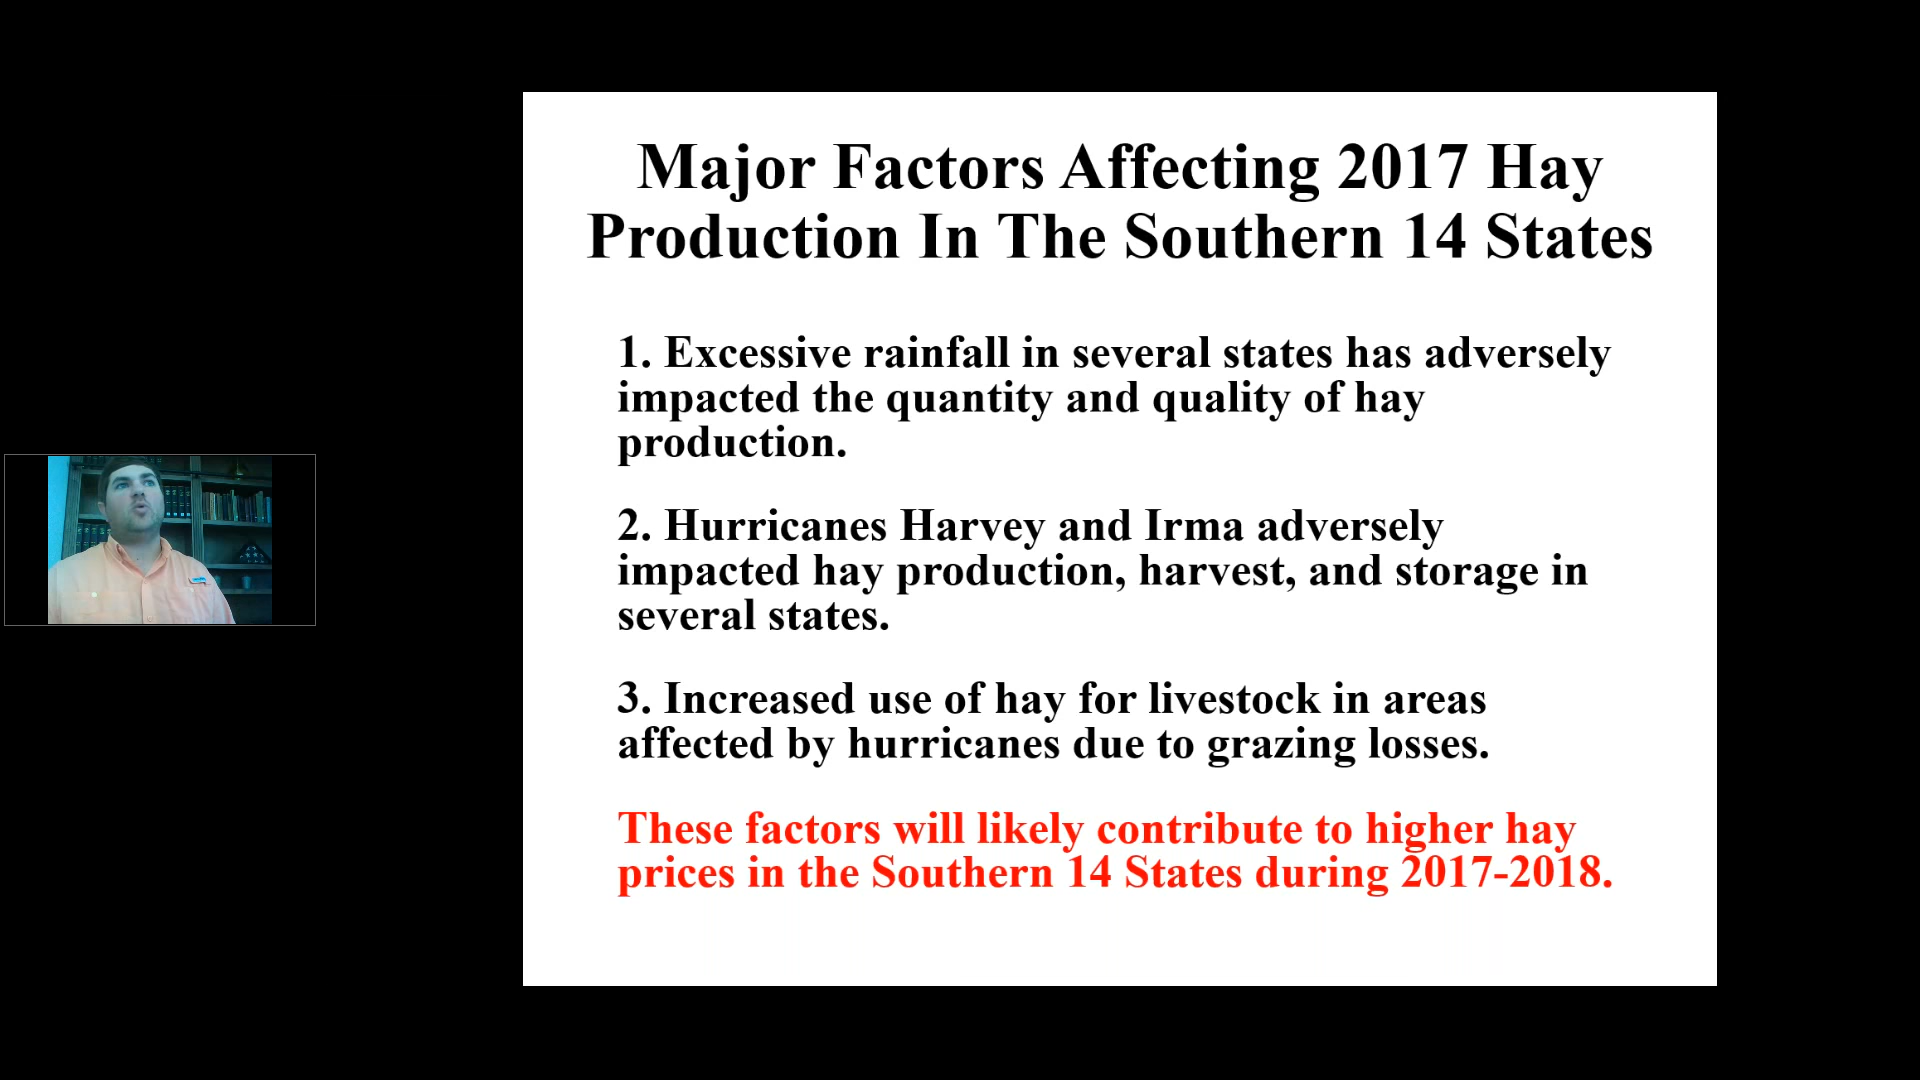 Major Factors Affecting 2017 Hay
Production In The Southern 14 States
1. Excessive rainfall in several states has adversely
impacted the quantity and quality of hay
production.
2. Hurricanes Harvey and Irma adversely
impacted hay production, harvest, and storage in
several states.
3. Increased use of hay for livestock in areas
affected by hurricanes due to grazing losses.
These factors will likely contribute to higher hay
prices in the Southern 14 States during 2017-2018.